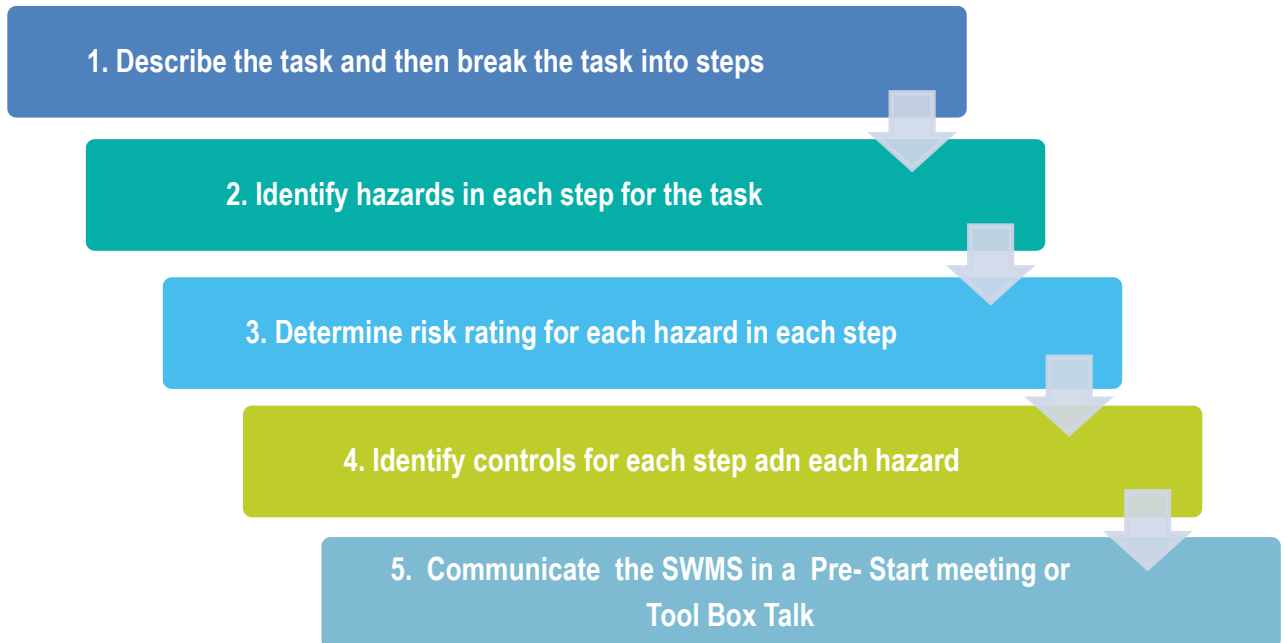 1. Describe the task and then break the task into steps
2. Identify hazards in each step for the task
3. Determine risk rating for each hazard in each step
4. Identify controls for each step adn each hazard
5. Communicate the SWMS in a Pre- Start meeting or
Tool Box Talk